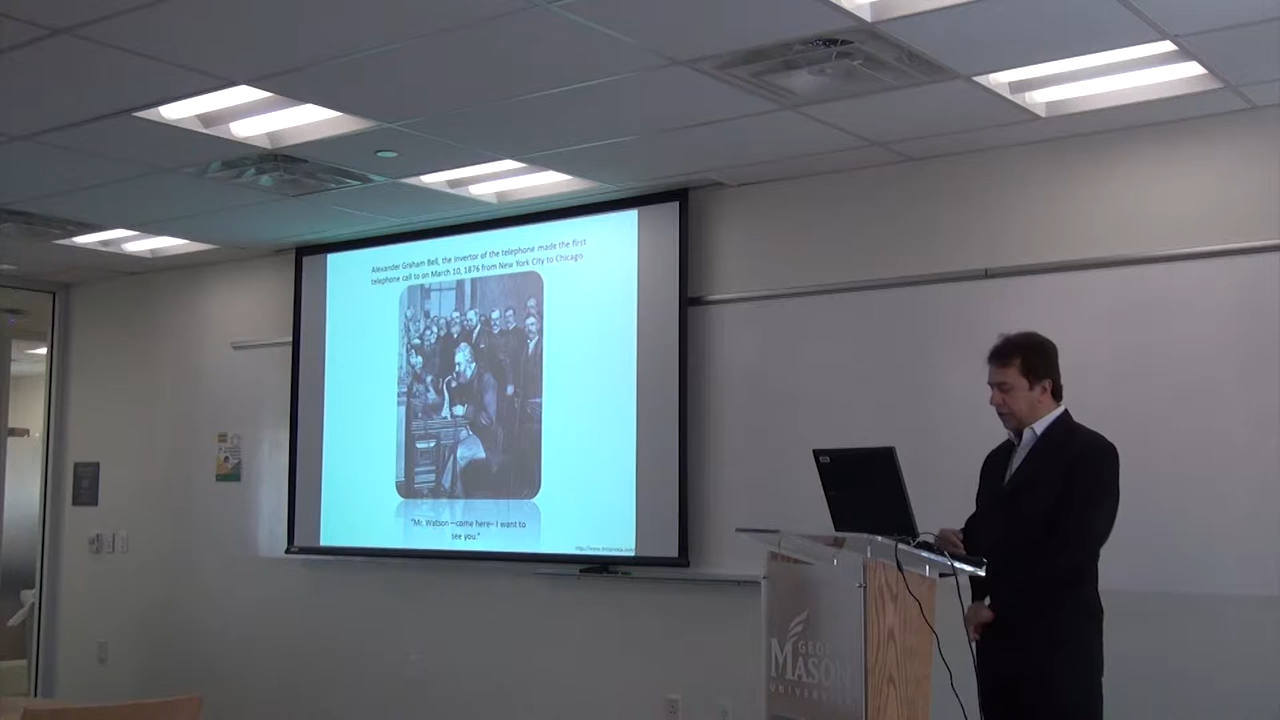 Alexander Graham Bell, the Invertor of the telephone made the first
telephone call to on March 10, 1876 from New York City to Chicago
"Mr. Watson —come here– I want to
see you."
MASON